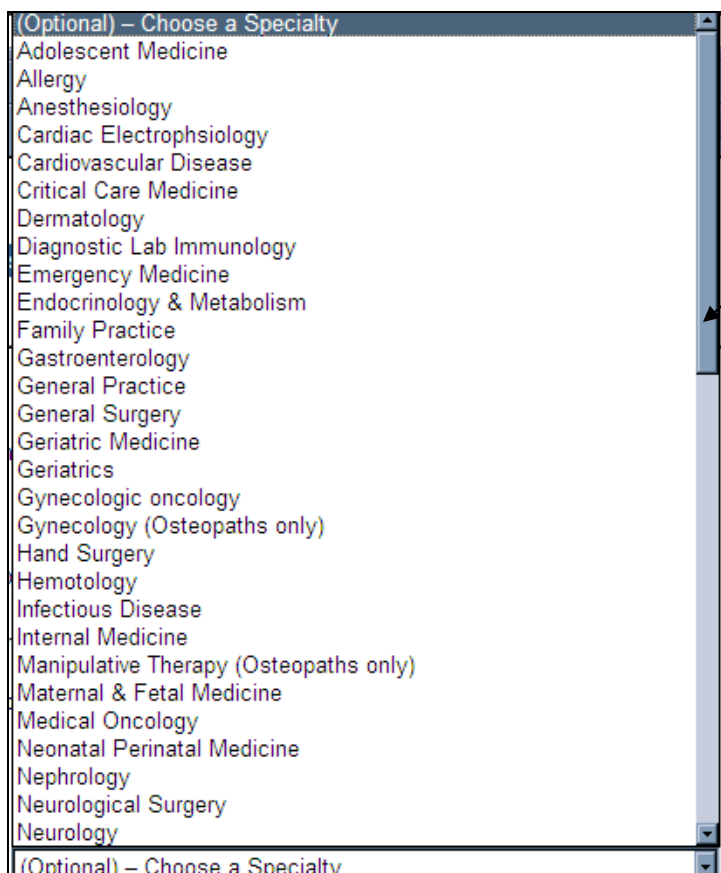 (Optional) – Choose a Specialty
Adolescent Medicine
Allergy
Anesthesiology
Cardiac Electrophsiology
Cardiovascular Disease
Critical Care Medicine
Dermatology
Diagnostic Lab Immunology
Emergency Medicine
Endocrinology & Metabolism
Family Practice
Gastroenterology
General Practice
General Surgery
Geriatric Medicine
Geriatrics
Gynecologic oncology
Gynecology (Osteopaths only)
Hand Surgery
Hemotology
Infectious Disease
Internal Medicine
Manipulative Therapy (Osteopaths only)
Maternal & Fetal Medicine
Medical Oncology
Neonatal Perinatal Medicine
Nephrology
Neurological Surgery
Neurology
(Optional) – Choose a Specialty